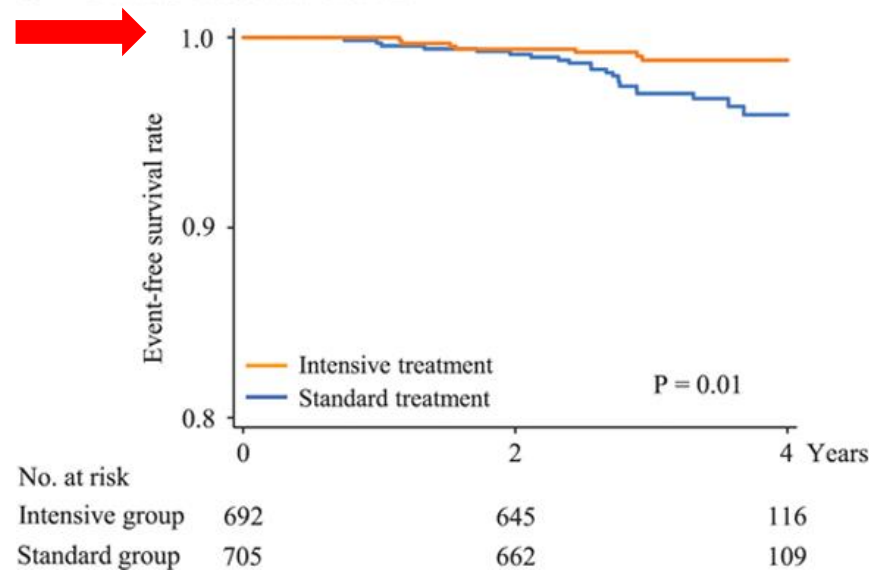 1.0
Event-free survival rate
0.9
Intensive treatment
Standard treatment
P = 0.01
0.8
0 2 4 Years
No. at risk
Intensive group 692 645 116
Standard group 705 662 109